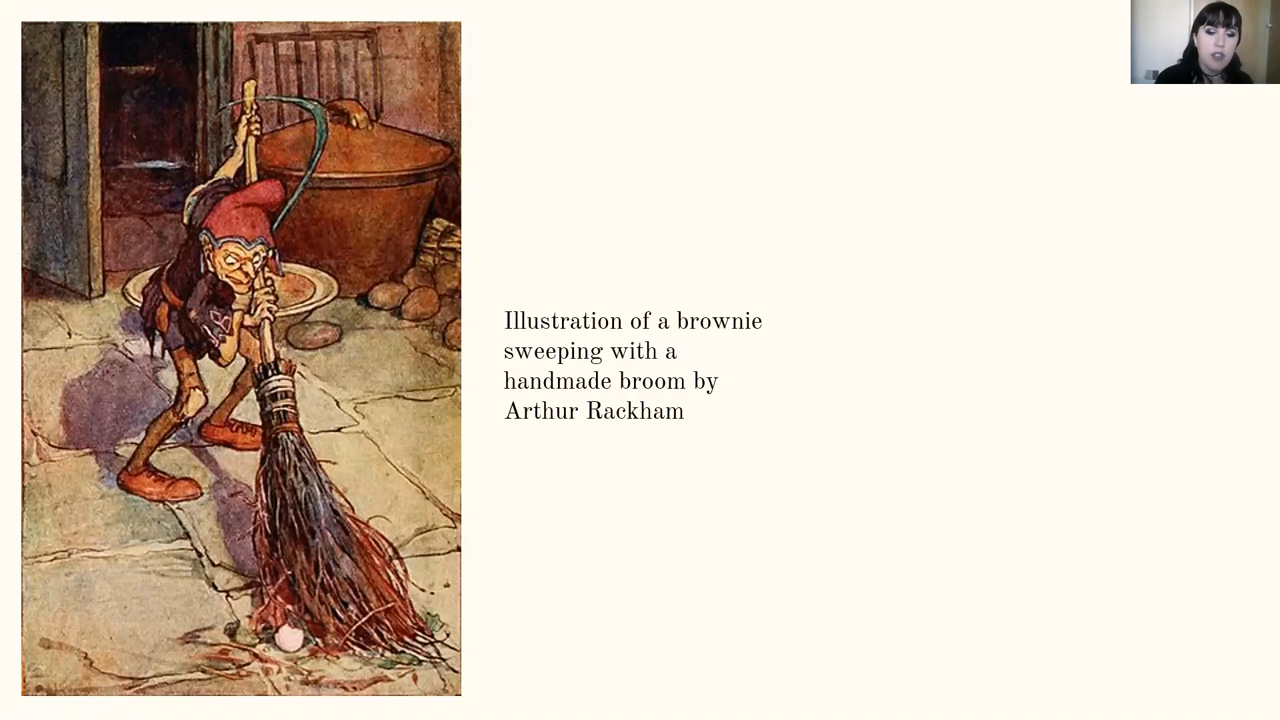 Illustration of a brownie
sweeping with a
handmade broom by
Arthur Rackham